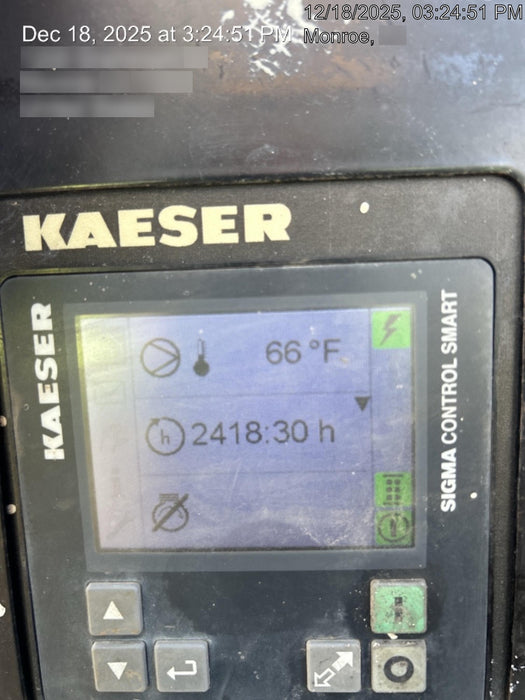 12/18/2025, 03:24:51 PM
Dec 18, 2025 at 3:24:51 PM
Monroe,
KAESER
KAESER
SIGMA CONTROL SMART
66 °F
h 2418:30 h